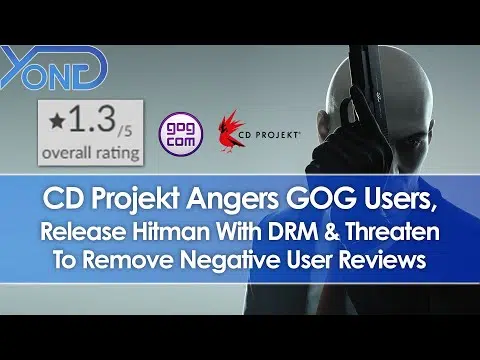 YONG
★1.3/5
overall rating
gog
com
CD PROJEKT®
CD Projekt Angers GOG Users,
Release Hitman With DRM & Threaten
To Remove Negative User Reviews